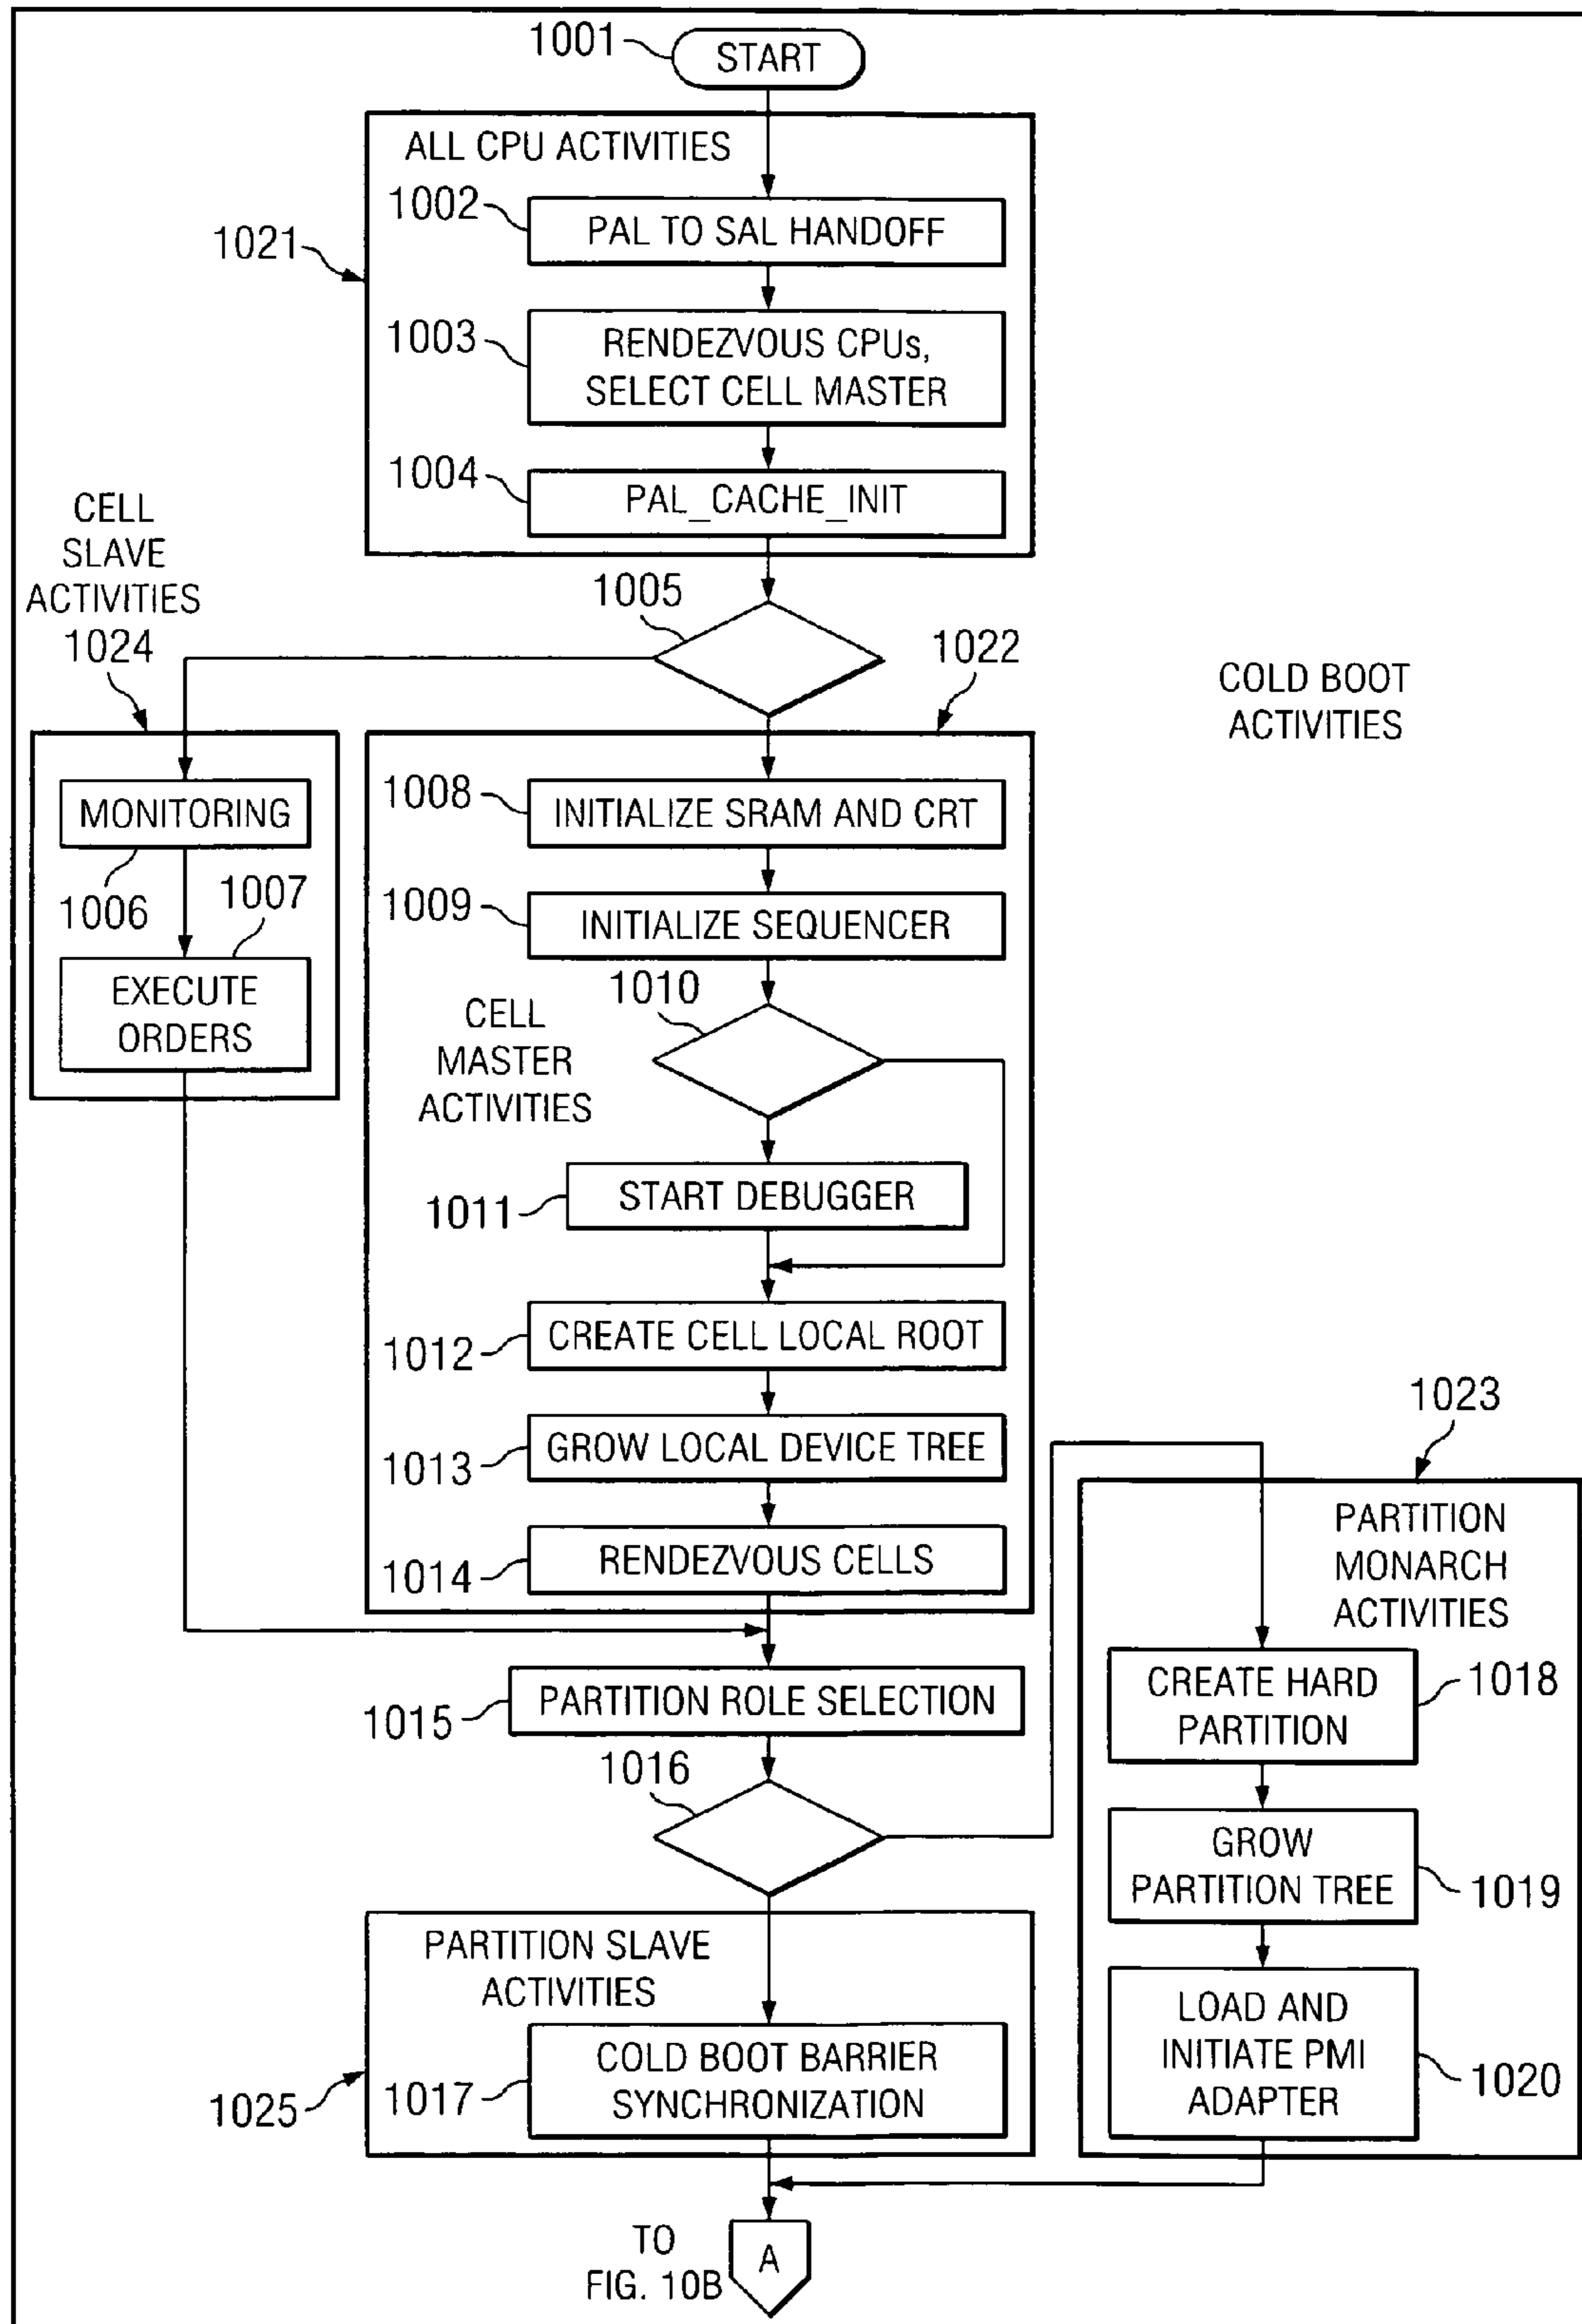 1001
START
ALL CPU ACTIVITIES
1002
PAL TO SAL HANDOFF
1021
1003
RENDEZVOUS CPUs,
SELECT CELL MASTER
1004
PAL_CACHE_INIT
CELL
SLAVE
ACTIVITIES
1024
1005
1022
COLD BOOT
ACTIVITIES
MONITORING
1006
1007
EXECUTE
ORDERS
1008
INITIALIZE SRAM AND CRT
1009
INITIALIZE SEQUENCER
1010
CELL
MASTER
ACTIVITIES
START DEBUGGER
1011
CREATE CELL LOCAL ROOT
1012
GROW LOCAL DEVICE TREE
1013
RENDEZVOUS CELLS
1014
1023
PARTITION
MONARCH
ACTIVITIES
PARTITION ROLE SELECTION
1015
1016
CREATE HARD
PARTITION
1018
GROW
PARTITION TREE
1019
LOAD AND
INITIATE PMI
ADAPTER
1020
PARTITION SLAVE
ACTIVITIES
COLD BOOT BARRIER
SYNCHRONIZATION
1017
1025
TO
FIG. 10B
A